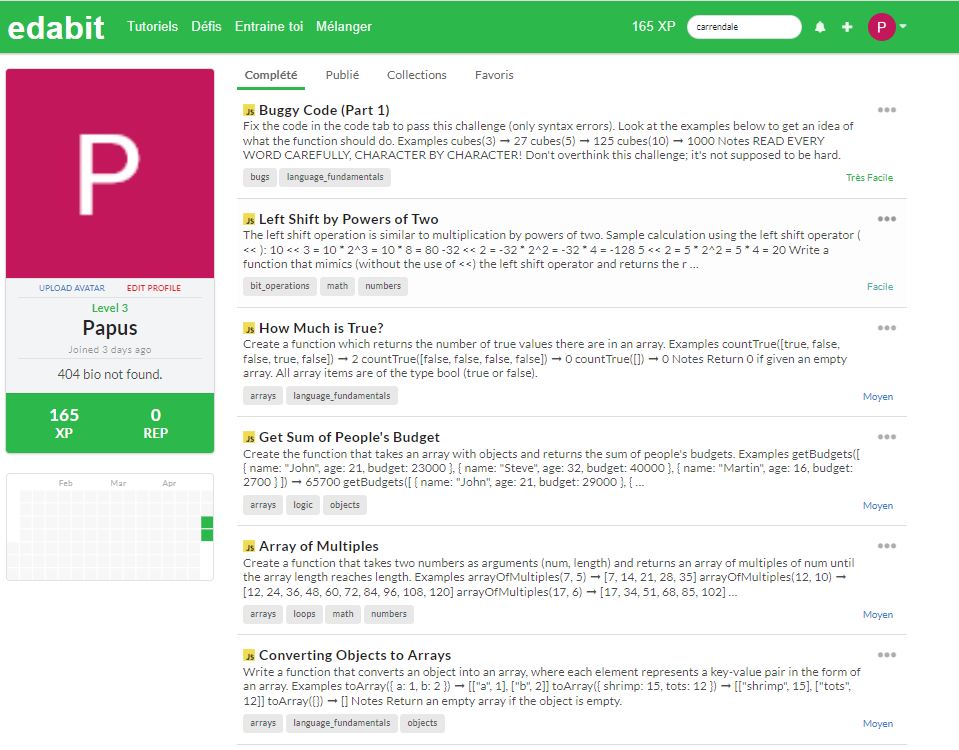 edabit Tutoriels Défis Entraine toi Mélanger 165 XP carrendale P
P
UPLOAD AVATAR EDIT PROFILE
Level 3
Papus
Joined 3 days ago
404 bio not found.
165 0
XP REP
Feb Mar Apr
Complété Publié Collections Favoris
JS Buggy Code (Part 1)
Fix the code in the code tab to pass this challenge (only syntax errors). Look at the examples below to get an idea of
what the function should do. Examples cubes(3) ➞ 27 cubes(5) ➞ 125 cubes(10) ➞ 1000 Notes READ EVERY
WORD CAREFULLY, CHARACTER BY CHARACTER! Don't overthink this challenge; it's not supposed to be hard.
bugs language_fundamentals Très Facile
JS Left Shift by Powers of Two
The left shift operation is similar to multiplication by powers of two. Sample calculation using the left shift operator (
<< ): 10 << 3 = 10 * 2^3 = 10 * 8 = 80 -32 << 2 = -32 * 2^2 = -32 * 4 = -128 5 << 2 = 5 * 2^2 = 5 * 4 = 20 Write a
function that mimics (without the use of <<) the left shift operator and returns the r ...
bit_operations math numbers Facile
JS How Much is True?
Create a function which returns the number of true values there are in an array. Examples countTrue([true, false,
false, true, false]) ➞ 2 countTrue([false, false, false, false]) ➞ 0 countTrue([]) ➞ 0 Notes Return 0 if given an empty
array. All array items are of the type bool (true or false).
arrays language_fundamentals Moyen
JS Get Sum of People's Budget
Create the function that takes an array with objects and returns the sum of people's budgets. Examples getBudgets([
{ name: "John", age: 21, budget: 23000 }, { name: "Steve", age: 32, budget: 40000 }, { name: "Martin", age: 16, budget:
2700 } ]) ➞ 65700 getBudgets([ { name: "John", age: 21, budget: 29000 }, { ...
arrays logic objects Moyen
JS Array of Multiples
Create a function that takes two numbers as arguments (num, length) and returns an array of multiples of num until
the array length reaches length. Examples arrayOfMultiples(7, 5) ➞ [7, 14, 21, 28, 35] arrayOfMultiples(12, 10) ➞
[12, 24, 36, 48, 60, 72, 84, 96, 108, 120] arrayOfMultiples(17, 6) ➞ [17, 34, 51, 68, 85, 102] ...
arrays loops math numbers Moyen
JS Converting Objects to Arrays
Write a function that converts an object into an array, where each element represents a key-value pair in the form of
an array. Examples toArray({ a: 1, b: 2 }) ➞ [["a", 1], ["b", 2]] toArray({ shrimp: 15, tots: 12 }) ➞ [["shrimp", 15], ["tots",
12]] toArray({}) ➞ [] Notes Return an empty array if the object is empty.
arrays language_fundamentals objects Moyen